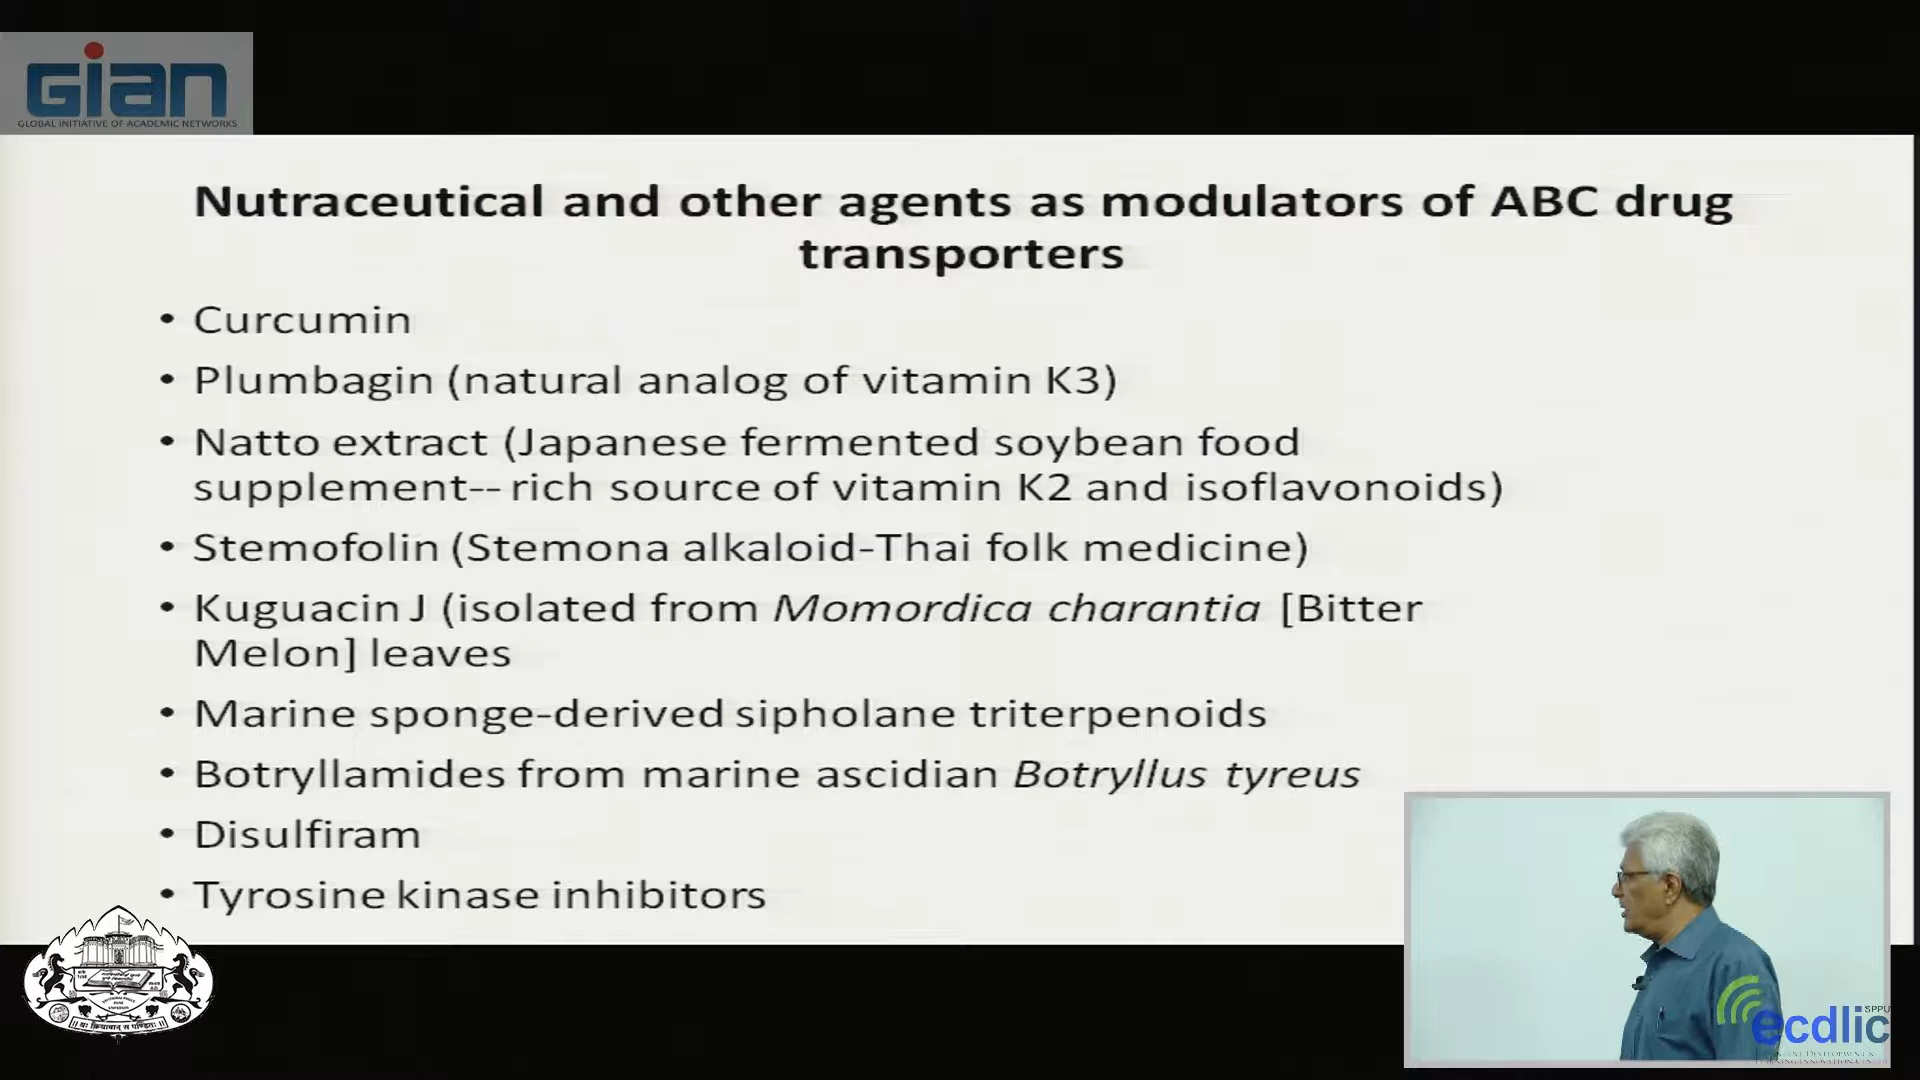 GIAN
GLOBAL INITIATIVE OF ACADEMIC NETWORKS
Nutraceutical and other agents as modulators of ABC drug
transporters
• Curcumin
• Plumbagin (natural analog of vitamin K3)
• Natto extract (Japanese fermented soybean food
supplement-- rich source of vitamin K2 and isoflavonoids)
• Stemofolin (Stemona alkaloid-Thai folk medicine)
• Kuguacin J (isolated from Momordica charantia [Bitter
Melon] leaves
• Marine sponge-derived sipholane triterpenoids
• Botryllamides from marine ascidian Botryllus tyreus
• Disulfiram
• Tyrosine kinase inhibitors
SPPU
ecdlic